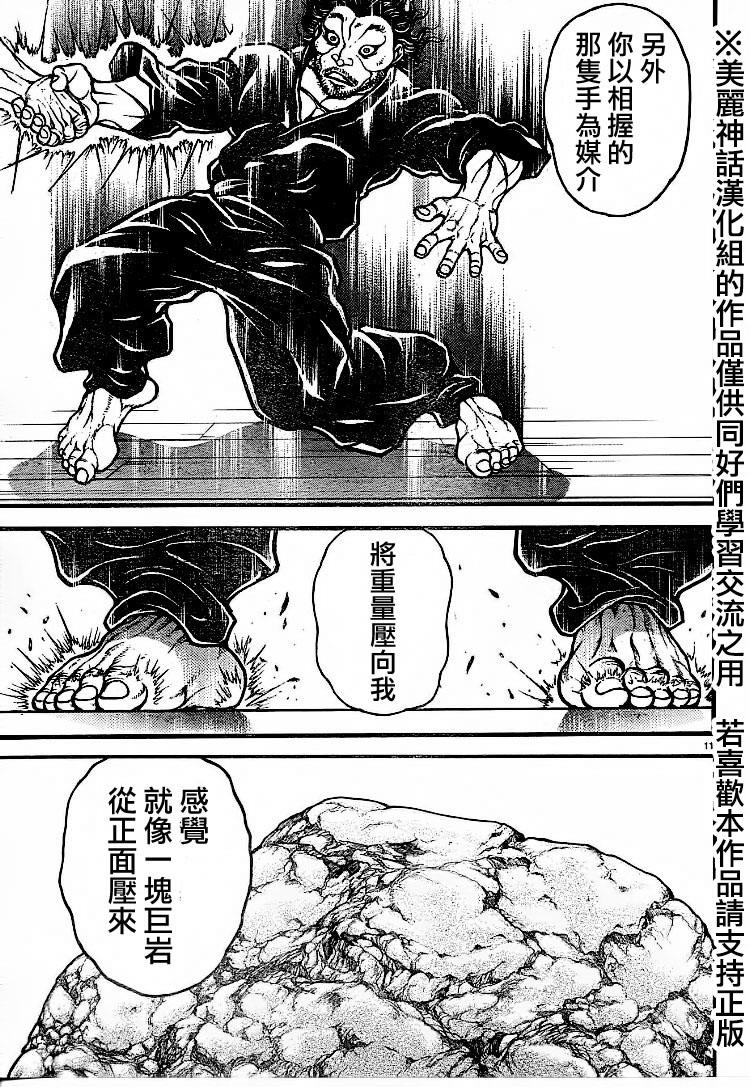 另外
你以相握的
那隻手為媒介
將重量壓向我
11
感覺
就像一塊巨岩
從正面壓來
※美麗神話漢化組的作品僅供同好們學習交流之用 若喜歡本作品請支持正版